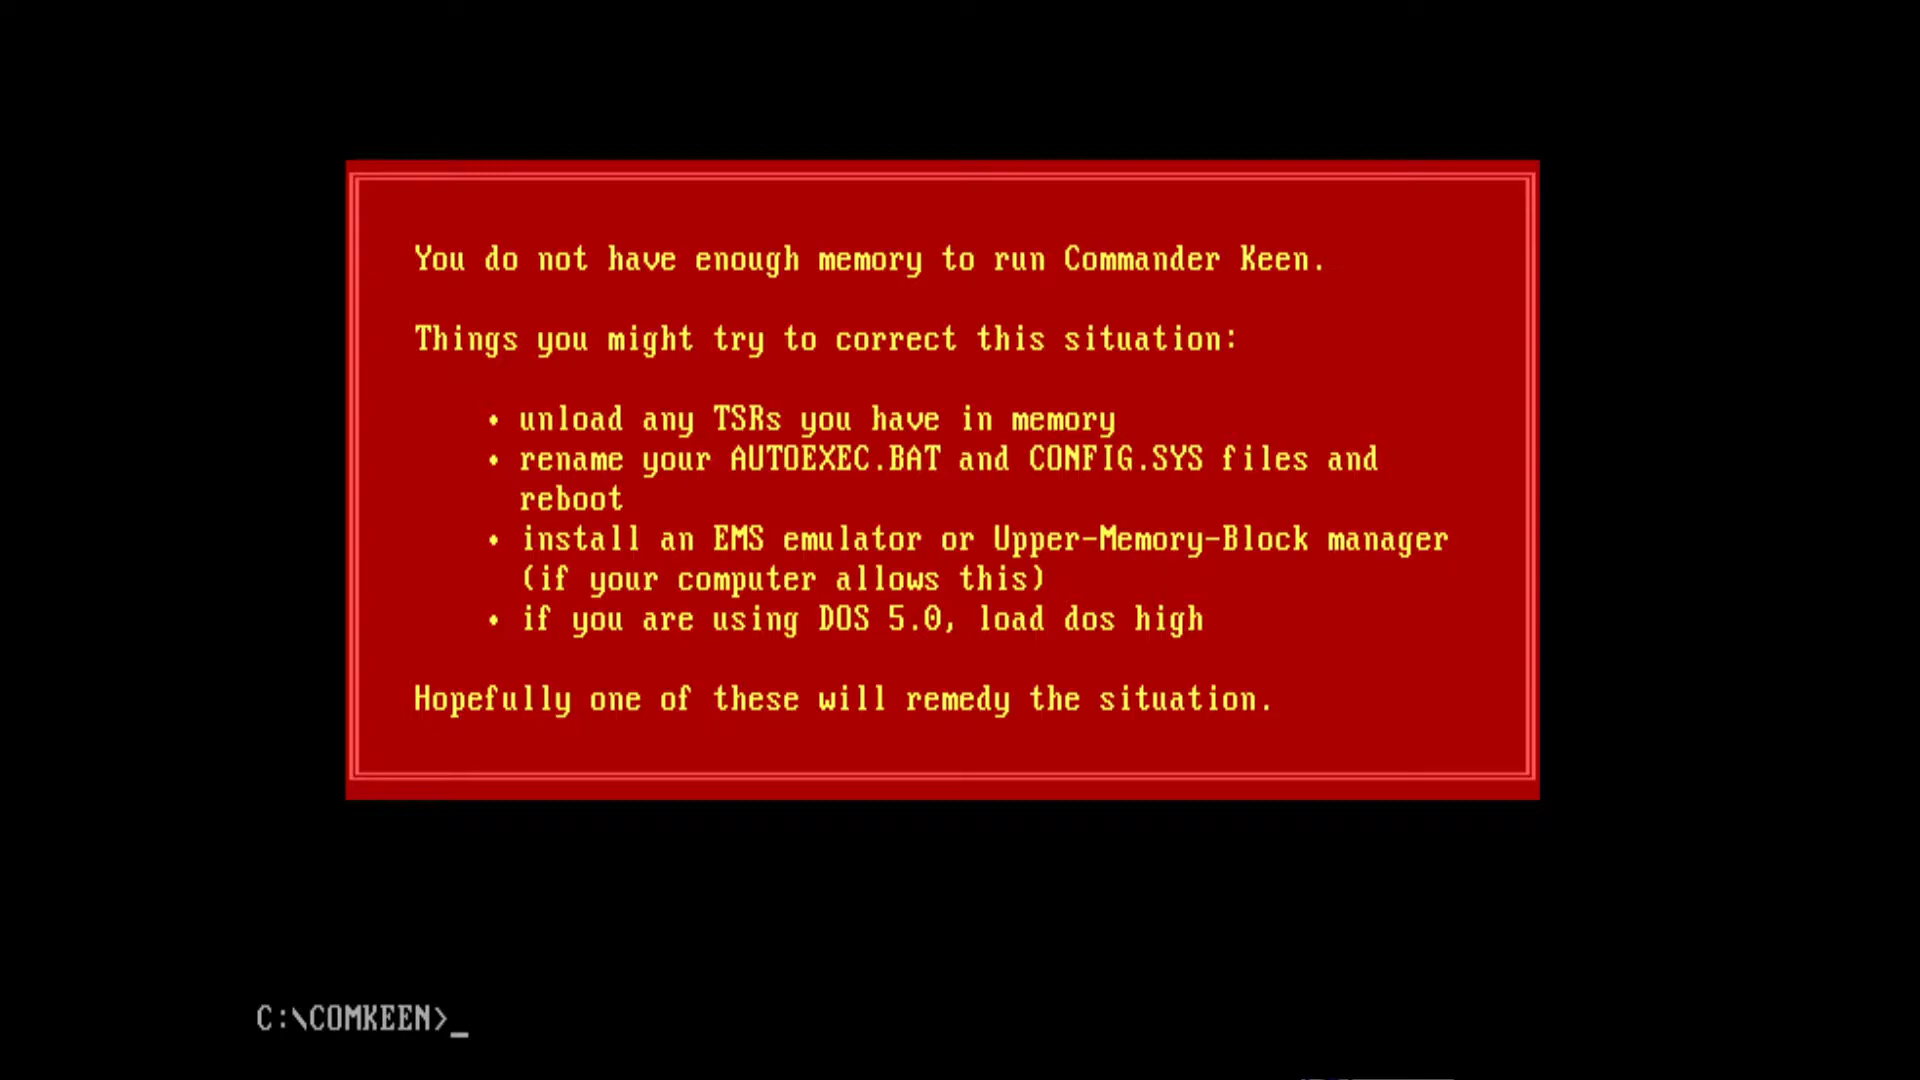 You do not have enough memory to run Commander Keen.
Things you might try to correct this situation:
• unload any TSRs you have in memory
• rename your AUTOEXEC.BAT and CONFIG.SYS files and
reboot
• install an EMS emulator or Upper-Memory-Block manager
(if your computer allows this)
• if you are using DOS 5.0, load dos high
Hopefully one of these will remedy the situation.
C:\COMKEEN>_